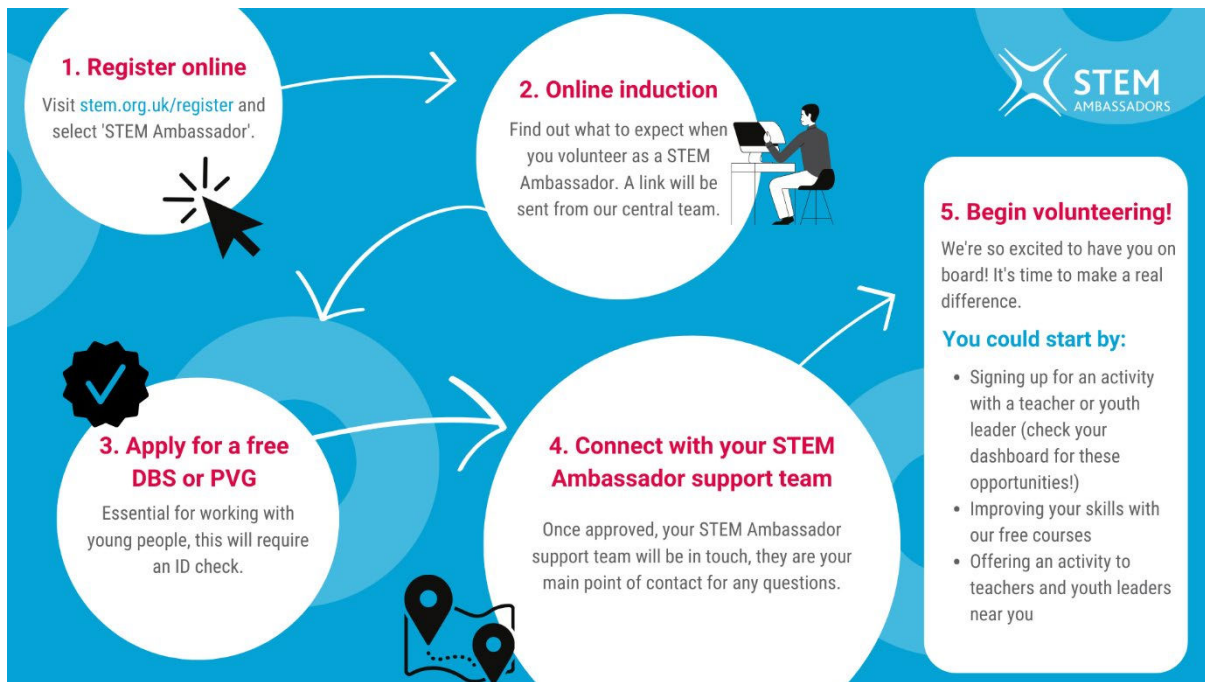 1. Register online
Visit stem.org.uk/register and
select 'STEM Ambassador'.
2. Online induction
Find out what to expect when
you volunteer as a STEM
Ambassador. A link will be
sent from our central team.
STEM
AMBASSADORS
3. Apply for a free
DBS or PVG
Essential for working with
young people, this will require
an ID check.
4. Connect with your STEM
Ambassador support team
Once approved, your STEM Ambassador
support team will be in touch, they are your
main point of contact for any questions.
5. Begin volunteering!
We're so excited to have you on
board! It's time to make a real
difference.
You could start by:
• Signing up for an activity
with a teacher or youth
leader (check your
dashboard for these
opportunities!)
• Improving your skills with
our free courses
• Offering an activity to
teachers and youth leaders
near you